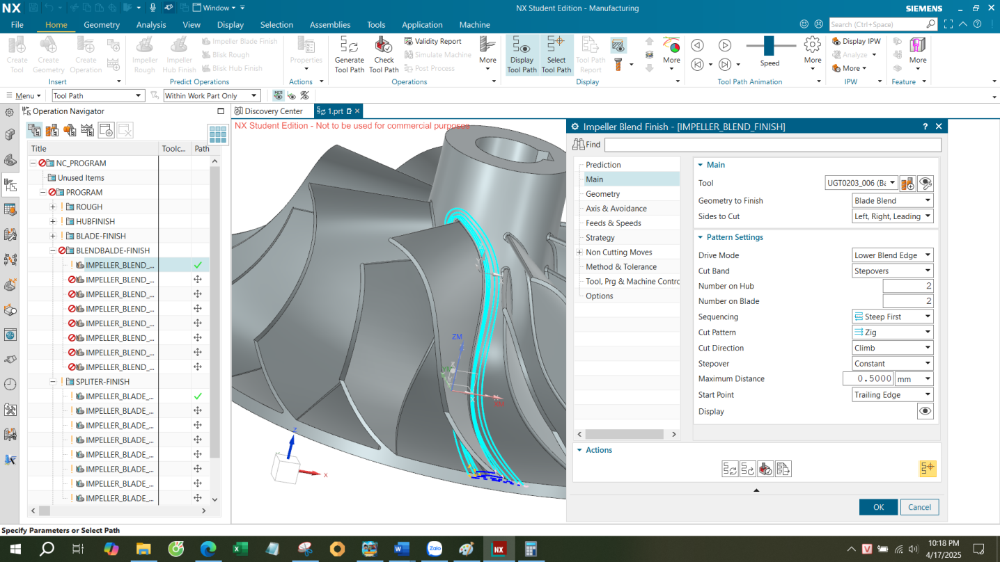 NX
Window
NX Student Edition - Manufacturing
SIEMENS
File
Home
Geometry
Analysis
View
Display
Selection
Assemblies
Tools
Application
Machine
Search (Ctrl+Space)
Create Tool
Create Geometry
Create Operation
Insert
Impeller Rough
Impeller Hub Finish
Impeller Blade Finish
Blisk Rough
Blisk Hub Finish
Predict Operations
Properties
Actions
Generate Tool Path
Check Tool Path
Validity Report
Simulate Machine
Post Process
More
Operations
Display Tool Path
Select Tool Path
Tool Path Report
More
Display
Speed
More
Tool Path Animation
Display IPW
Analyze
More
IPW
More
Feature
Menu
Tool Path
Within Work Part Only
MCS
Operation Navigator
Discovery Center
1.prt
NX Student Edition - Not to be used for commercial purposes
Title
Toolc...
Path
NC_PROGRAM
Unused Items
PROGRAM
ROUGH
HUBFINISH
BLADE-FINISH
BLENDBALDE-FINISH
IMPELLER_BLEND_...
IMPELLER_BLEND_...
IMPELLER_BLEND_...
IMPELLER_BLEND_...
IMPELLER_BLEND_...
IMPELLER_BLEND_...
IMPELLER_BLEND_...
IMPELLER_BLEND_...
SPLITER-FINISH
IMPELLER_BLADE_...
IMPELLER_BLADE_...
IMPELLER_BLADE_...
IMPELLER_BLADE_...
IMPELLER_BLADE_...
IMPELLER_BLADE_...
IMPELLER_BLADE_...
IMPELLER_BLADE_...
ZM
XM
Z
X
Impeller Blend Finish - [IMPELLER_BLEND_FINISH]
Find
Prediction
Main
Geometry
Axis & Avoidance
Feeds & Speeds
Strategy
Non Cutting Moves
Method & Tolerance
Tool, Prg & Machine Contro
Options
Main
Tool
UGT0203_006 (Ba
Geometry to Finish
Blade Blend
Sides to Cut
Left, Right, Leading
Pattern Settings
Drive Mode
Lower Blend Edge
Cut Band
Stepovers
Number on Hub
2
Number on Blade
2
Sequencing
Steep First
Cut Pattern
Zig
Cut Direction
Climb
Stepover
Constant
Maximum Distance
0.5000 mm
Start Point
Trailing Edge
Display
Actions
OK
Cancel
Specify Parameters or Select Path
Zalo
NX
V
10:18 PM
4/17/2025